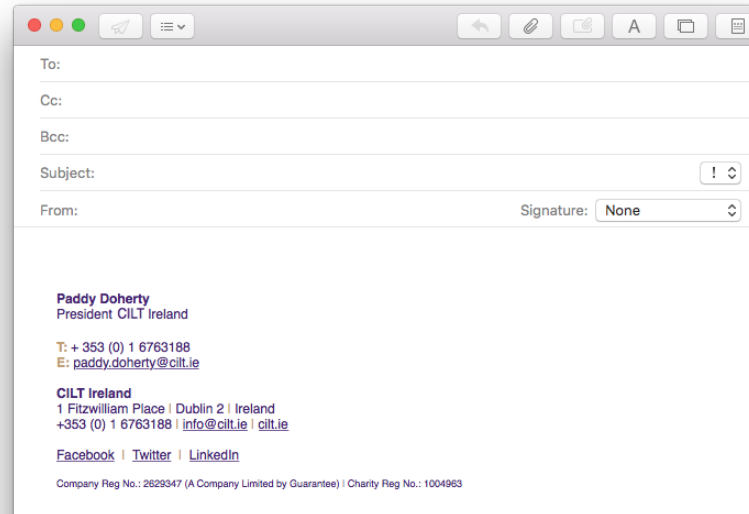 To:
Cc:
Bcc:
Subject:
!
From:
Signature: None
A
Paddy Doherty
President CILT Ireland
T: + 353 (0) 1 6763188
E: paddy.doherty@cilt.ie
CILT Ireland
1 Fitzwilliam Place | Dublin 2 | Ireland
+353 (0) 1 6763188 | info@cilt.ie | cilt.ie
Facebook | Twitter | LinkedIn
Company Reg No.: 2629347 (A Company Limited by Guarantee) | Charity Reg No.: 1004963